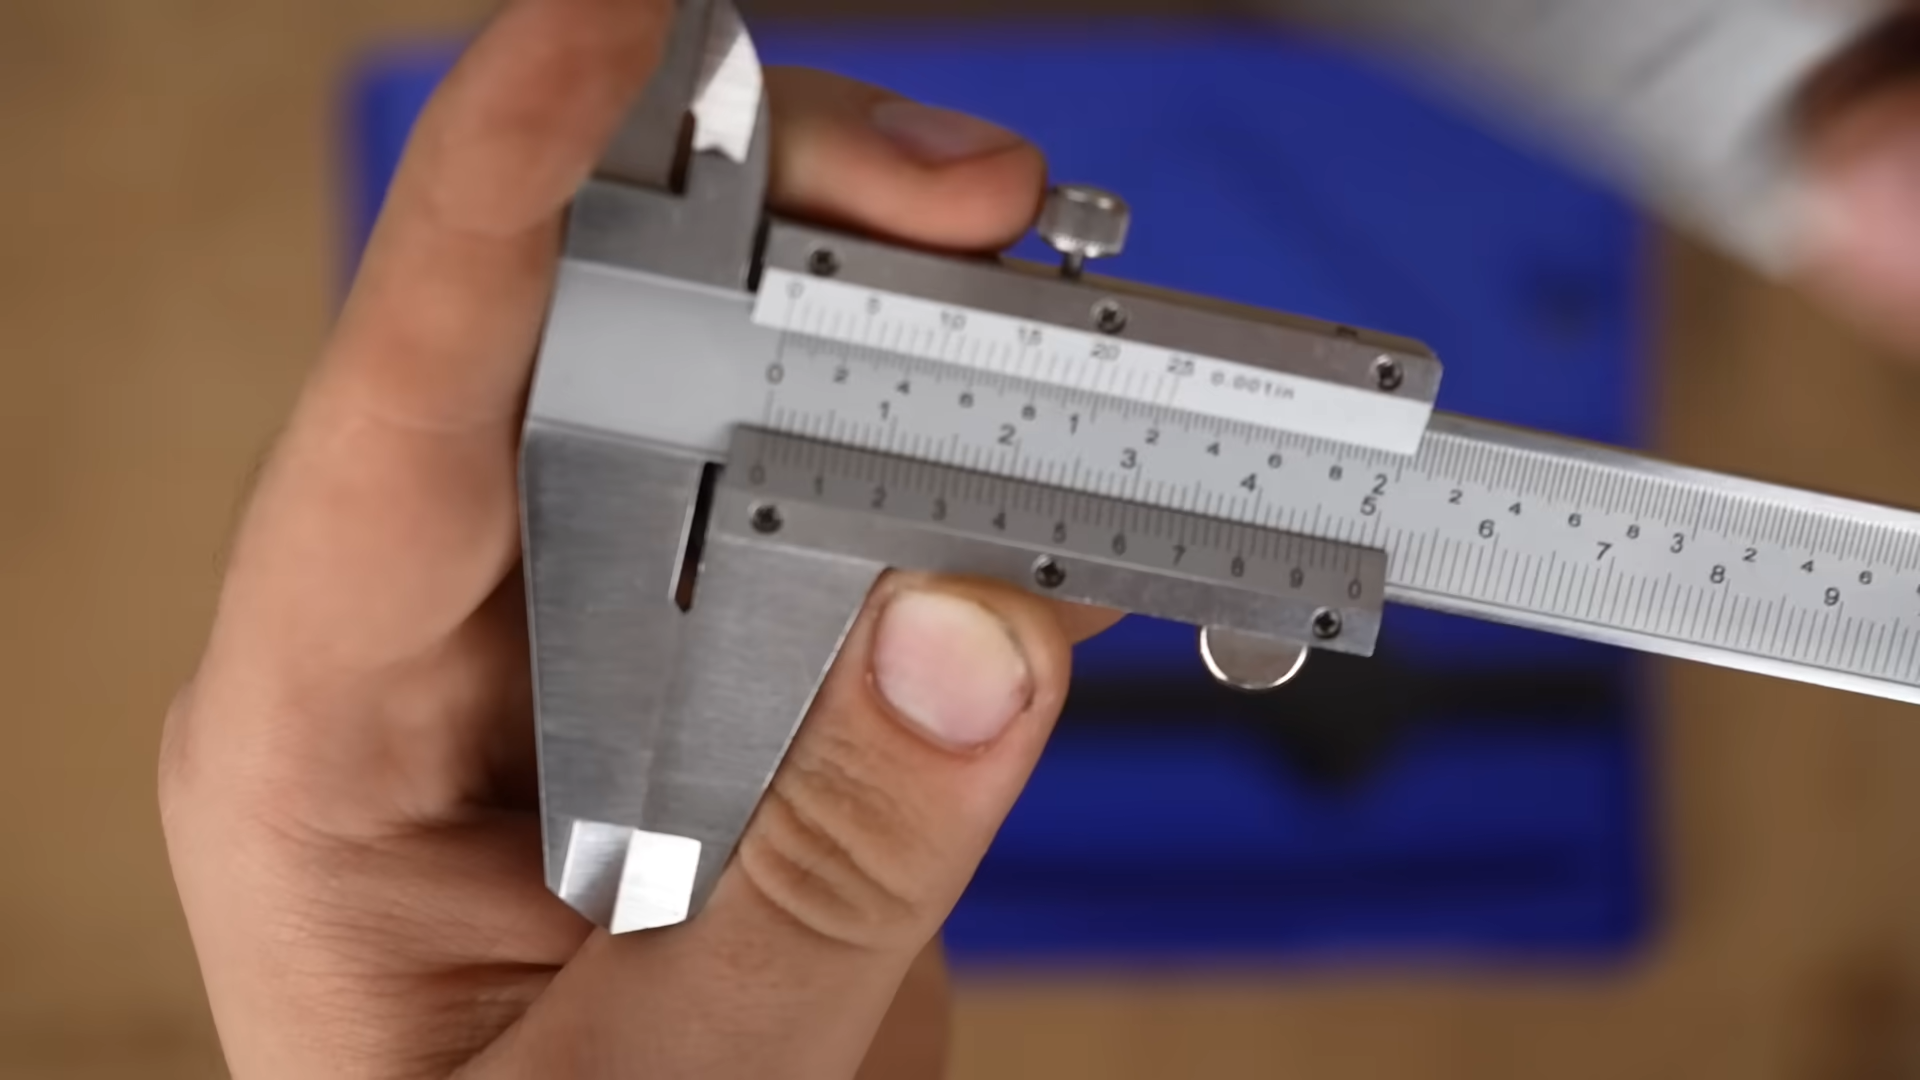 0 5 10 15 20 25 0.001in
0 2 4 6 8 1 2 4 6 8 2 2 4 6 8 3 2 4 6
1 2 3 4 5 6 7 8 9
0 1 2 3 4 5 6 7 8 9 0